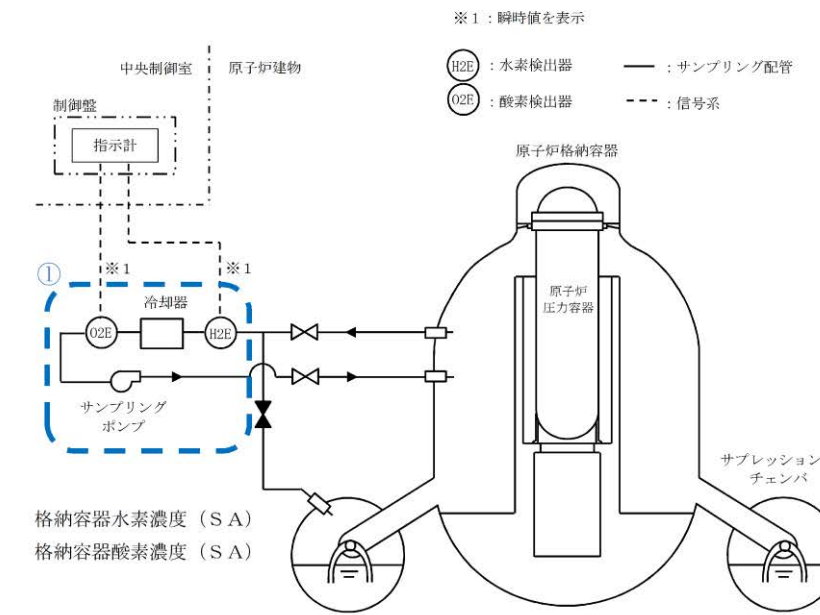 ※1：瞬時値を表示
中央制御室
原子炉建物
H2E ：水素検出器
：サンプリング配管
O2E ：酸素検出器
：信号系
制御盤
指示計
原子炉格納容器
①
※1
※1
冷却器
原子炉
圧力容器
O2E
H2E
サンプリング
ポンプ
サプレッション
チェンバ
格納容器水素濃度（ＳＡ）
格納容器酸素濃度（ＳＡ）